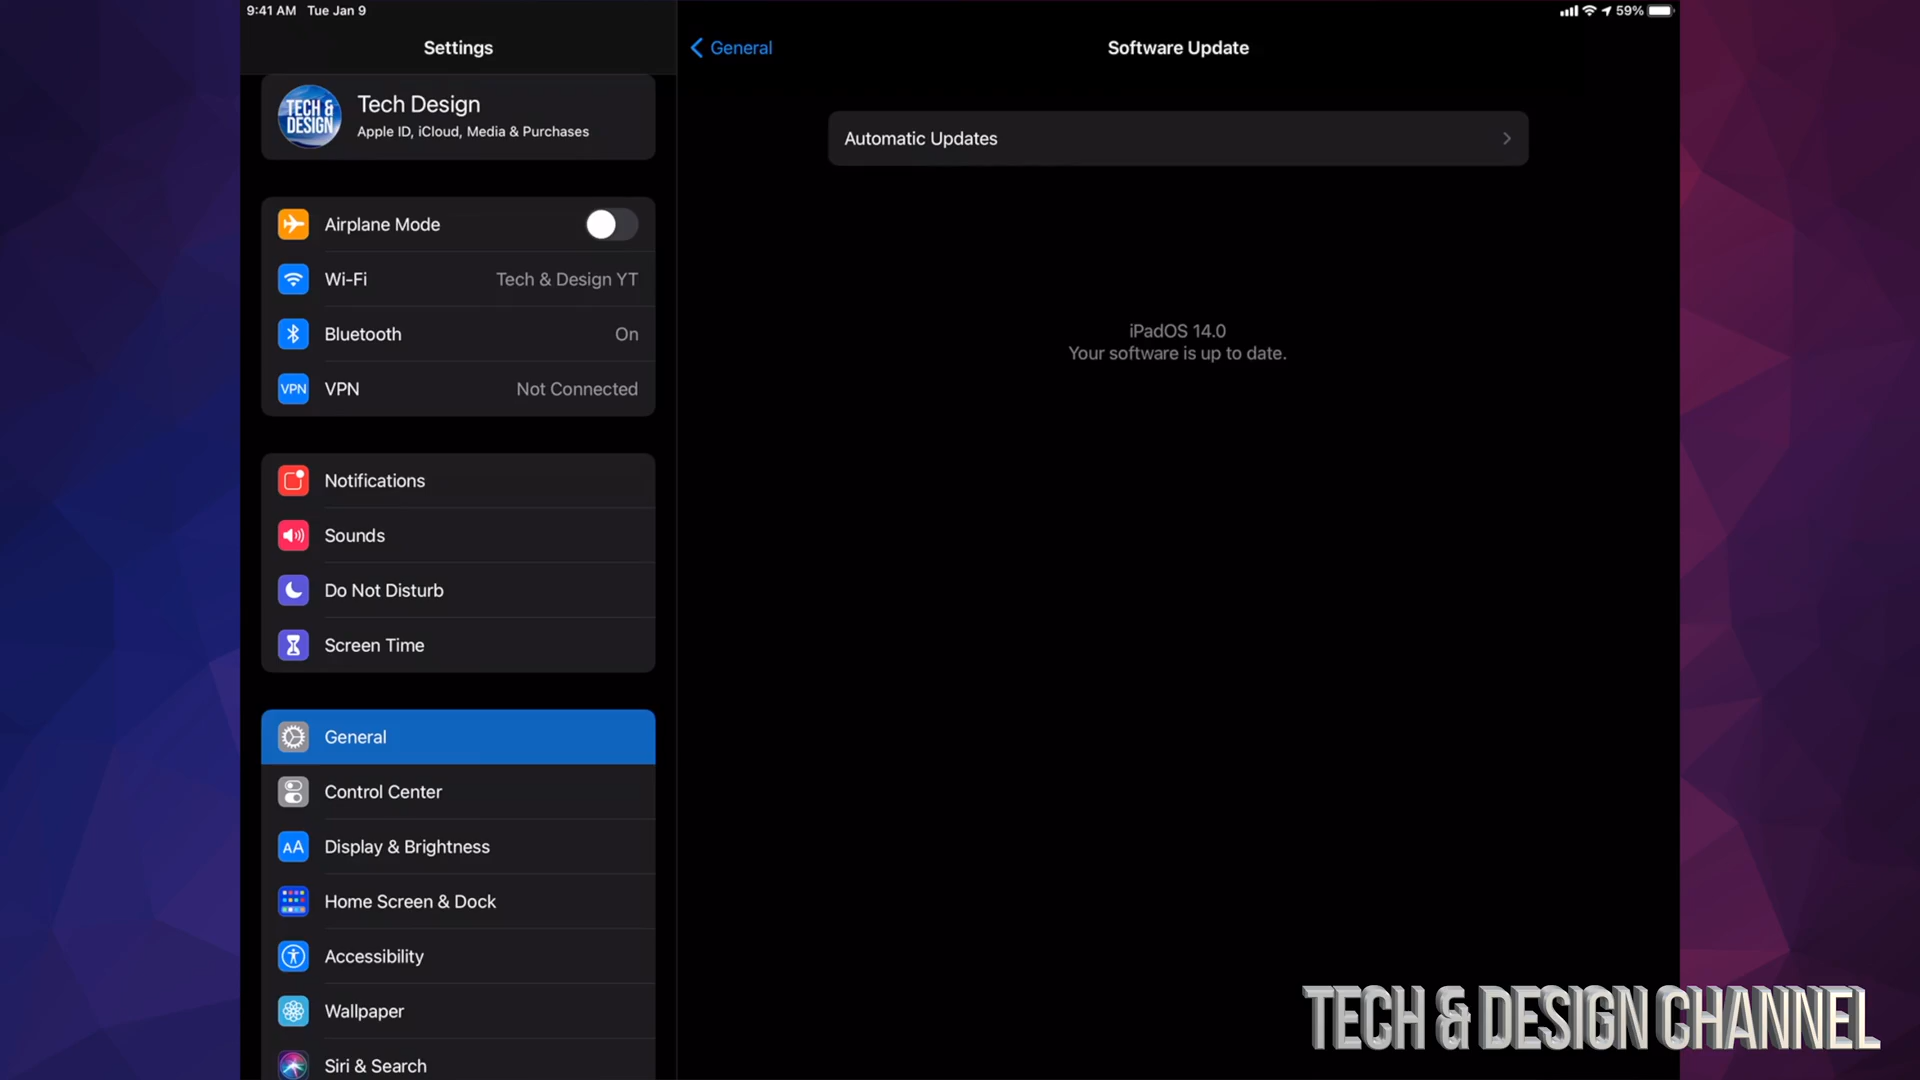 9:41 AM Tue Jan 9
59%
Settings
TECH &
DESIGN
Tech Design
Apple ID, iCloud, Media & Purchases
Airplane Mode
Wi-Fi Tech & Design YT
Bluetooth On
VPN VPN Not Connected
Notifications
Sounds
Do Not Disturb
Screen Time
General
Control Center
AA Display & Brightness
Home Screen & Dock
Accessibility
Wallpaper
Siri & Search
General
Software Update
Automatic Updates
iPadOS 14.0
Your software is up to date.
TECH & DESIGN CHANNEL